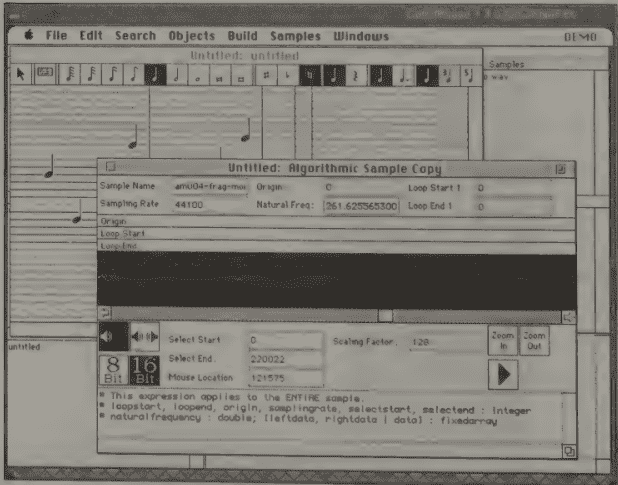 File Edit Search Objects Build Samples Windows DEMO
Untitled: untitled
Samples
Untitled: Algorithmic Sample Copy
Sample Name Origin: 0 Loop Start 1 0
Sampling Rate 44100 Natural Freq: 261.625565300 Loop End 1 0
Origin
Loop Start
Loop End
Select Start 0 Scaling Factor: 128 Zoom In Zoom Out
untitled
Select End: 220022
8 Bit 16 Bit Mouse Location 121575
* This expression applies to the ENTIRE sample.
* loopstart, loopend, origin, samplingrate, selectstart, selectend : integer
* naturalfrequency : double; [leftdata, rightdata | data] : fixedarray